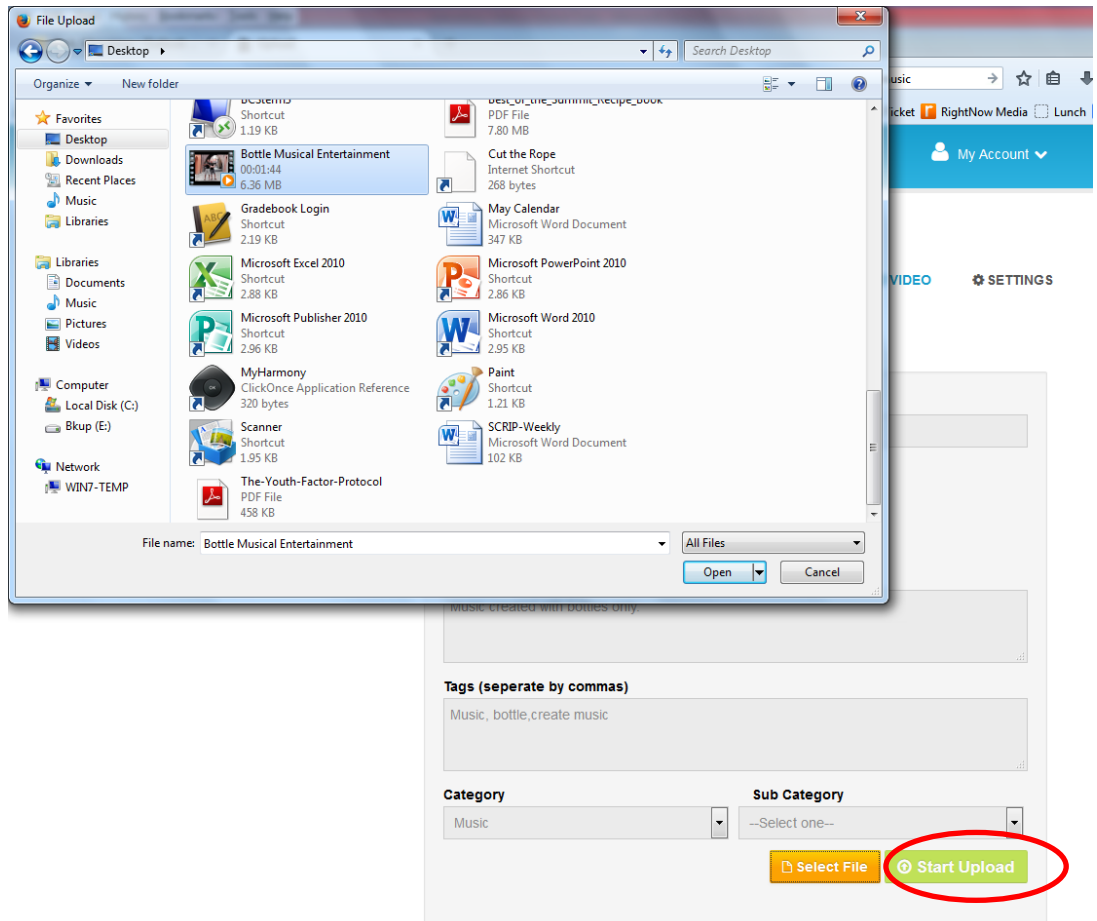 File Upload
Desktop
Search Desktop
Organize New folder
usic
icket RightNow Media Lunch
My Account
VIDEO SETTINGS
Favorites
Desktop
Downloads
Recent Places
Music
Libraries
Libraries
Documents
Music
Pictures
Videos
Computer
Local Disk (C:)
Bkup (E:)
Network
WIN7-TEMP
Shortcut
1.19 KB
Best_of_the_Summit_Recipe_Book
PDF File
7.80 MB
Bottle Musical Entertainment
00:01:44
6.36 MB
Cut the Rope
Internet Shortcut
268 bytes
Gradebook Login
Shortcut
2.19 KB
May Calendar
Microsoft Word Document
347 KB
Microsoft Excel 2010
Shortcut
2.88 KB
Microsoft PowerPoint 2010
Shortcut
2.86 KB
Microsoft Publisher 2010
Shortcut
2.96 KB
Microsoft Word 2010
Shortcut
2.95 KB
MyHarmony
ClickOnce Application Reference
320 bytes
Paint
Shortcut
1.21 KB
Scanner
Shortcut
1.95 KB
SCRIP-Weekly
Microsoft Word Document
102 KB
The-Youth-Factor-Protocol
PDF File
458 KB
File name: Bottle Musical Entertainment
All Files
Open Cancel
Music created with bottles only.
Tags (seperate by commas)
Music, bottle,create music
Category Sub Category
Music --Select one--
Select File Start Upload